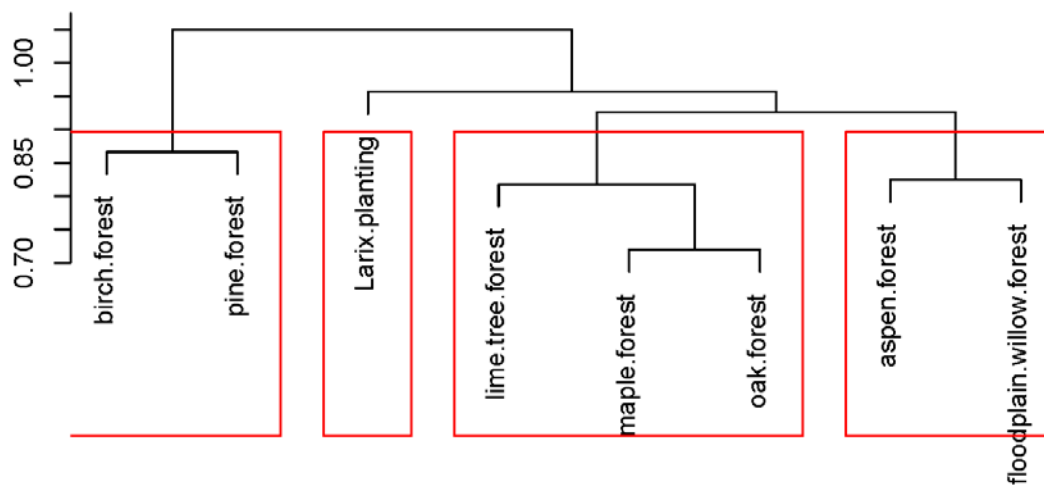 1.00
0.85
0.70
birch.forest
pine.forest
Larix.planting
lime.tree.forest
maple.forest
oak.forest
aspen.forest
floodplain.willow.forest